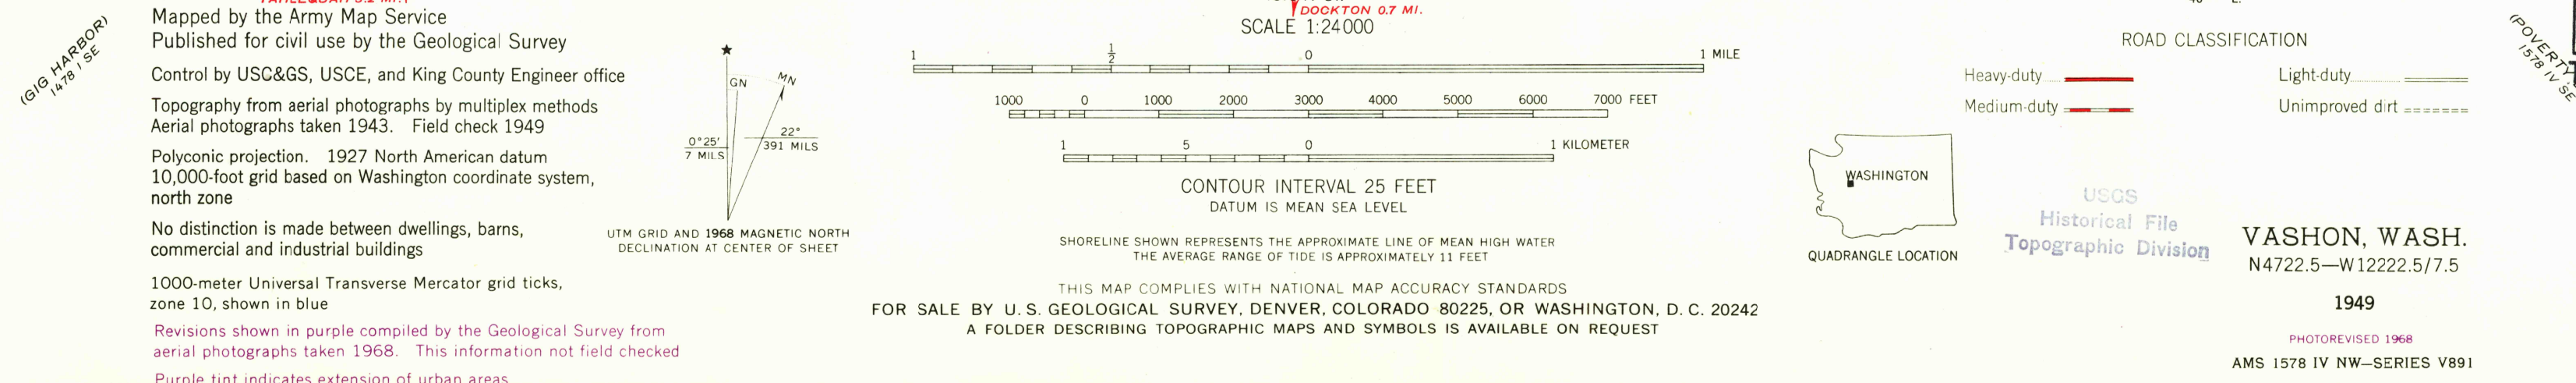 (GIG HARBOR)
1478 I SE
Mapped by the Army Map Service
Published for civil use by the Geological Survey
Control by USC&GS, USCE, and King County Engineer office
Topography from aerial photographs by multiplex methods
Aerial photographs taken 1943. Field check 1949
Polyconic projection. 1927 North American datum
10,000-foot grid based on Washington coordinate system,
north zone
No distinction is made between dwellings, barns,
commercial and industrial buildings
1000-meter Universal Transverse Mercator grid ticks,
zone 10, shown in blue
Revisions shown in purple compiled by the Geological Survey from
aerial photographs taken 1968. This information not field checked
Purple tint indicates extension of urban areas
GN
MN
0°25'
7 MILS
22°
391 MILS
UTM GRID AND 1968 MAGNETIC NORTH
DECLINATION AT CENTER OF SHEET
DOCKTON 0.7 MI.
SCALE 1:24000
1 1/2 0 1 MILE
1000 0 1000 2000 3000 4000 5000 6000 7000 FEET
1 5 0 1 KILOMETER
CONTOUR INTERVAL 25 FEET
DATUM IS MEAN SEA LEVEL
SHORELINE SHOWN REPRESENTS THE APPROXIMATE LINE OF MEAN HIGH WATER
THE AVERAGE RANGE OF TIDE IS APPROXIMATELY 11 FEET
THIS MAP COMPLIES WITH NATIONAL MAP ACCURACY STANDARDS
FOR SALE BY U. S. GEOLOGICAL SURVEY, DENVER, COLORADO 80225, OR WASHINGTON, D. C. 20242
A FOLDER DESCRIBING TOPOGRAPHIC MAPS AND SYMBOLS IS AVAILABLE ON REQUEST
ROAD CLASSIFICATION
Heavy-duty
Light-duty
Medium-duty
Unimproved dirt
WASHINGTON
QUADRANGLE LOCATION
USGS
Historical File
Topographic Division
(POVERTY
1578 IV SE
VASHON, WASH.
N4722.5—W12222.5/7.5
1949
PHOTOREVISED 1968
AMS 1578 IV NW—SERIES V891